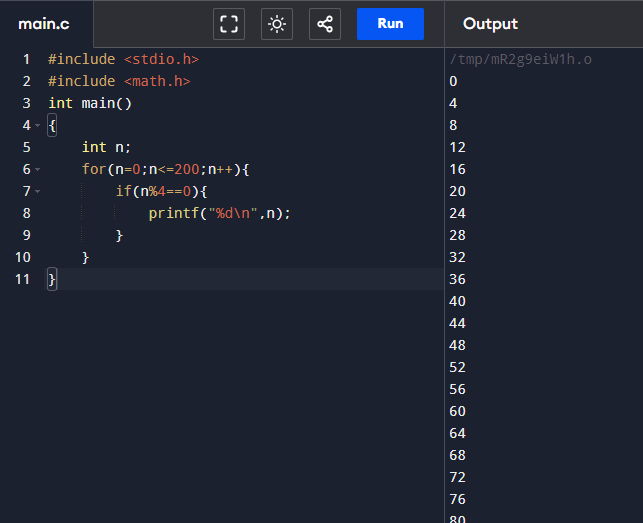 main.c
Run
Output
1 #include <stdio.h>
2 #include <math.h>
3 int main()
4 {
5     int n;
6     for(n=0;n<=200;n++){
7         if(n%4==0){
8             printf("%d\n",n);
9         }
10     }
11 }
/tmp/mR2g9eiW1h.o
0
4
8
12
16
20
24
28
32
36
40
44
48
52
56
60
64
68
72
76
80